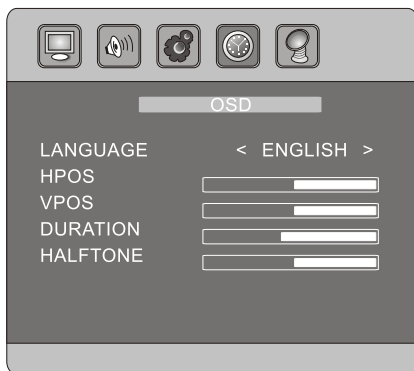 OSD
LANGUAGE < ENGLISH >
HPOS
VPOS
DURATION
HALFTONE